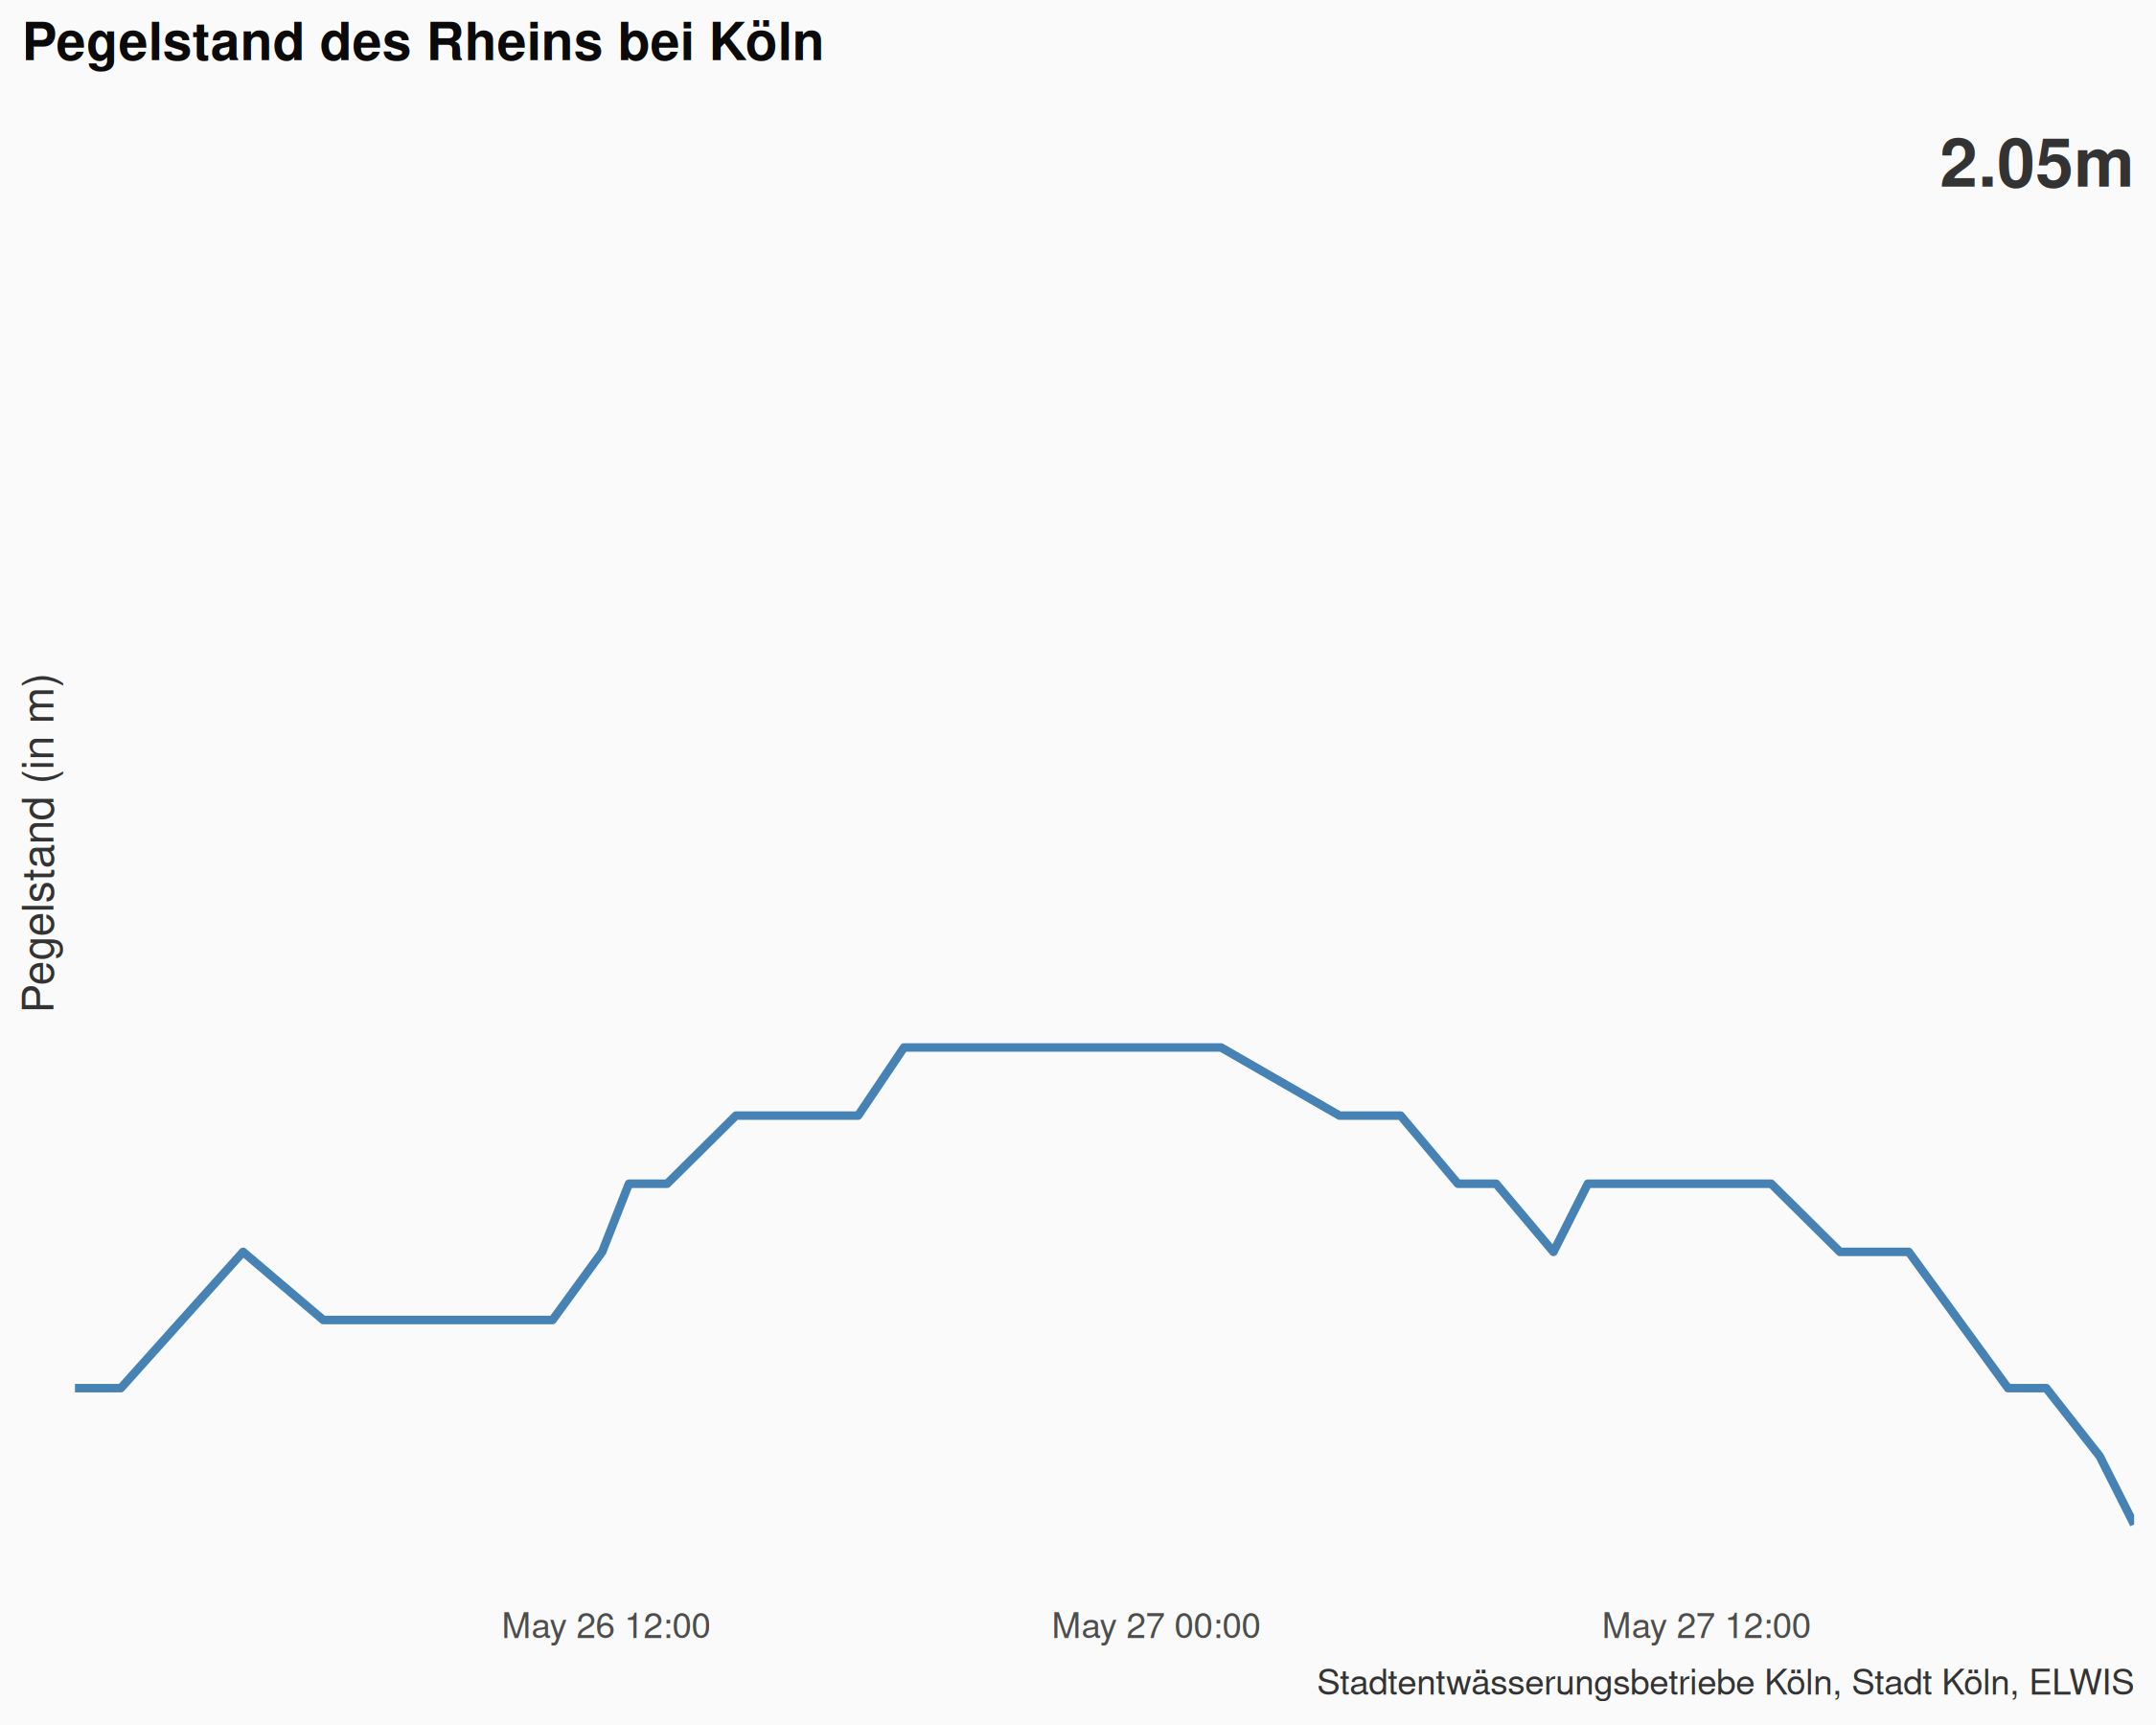 Pegelstand des Rheins bei Köln
2.05m
Pegelstand (in m)
May 26 12:00
May 27 00:00
May 27 12:00
Stadtentwässerungsbetriebe Köln, Stadt Köln, ELWIS